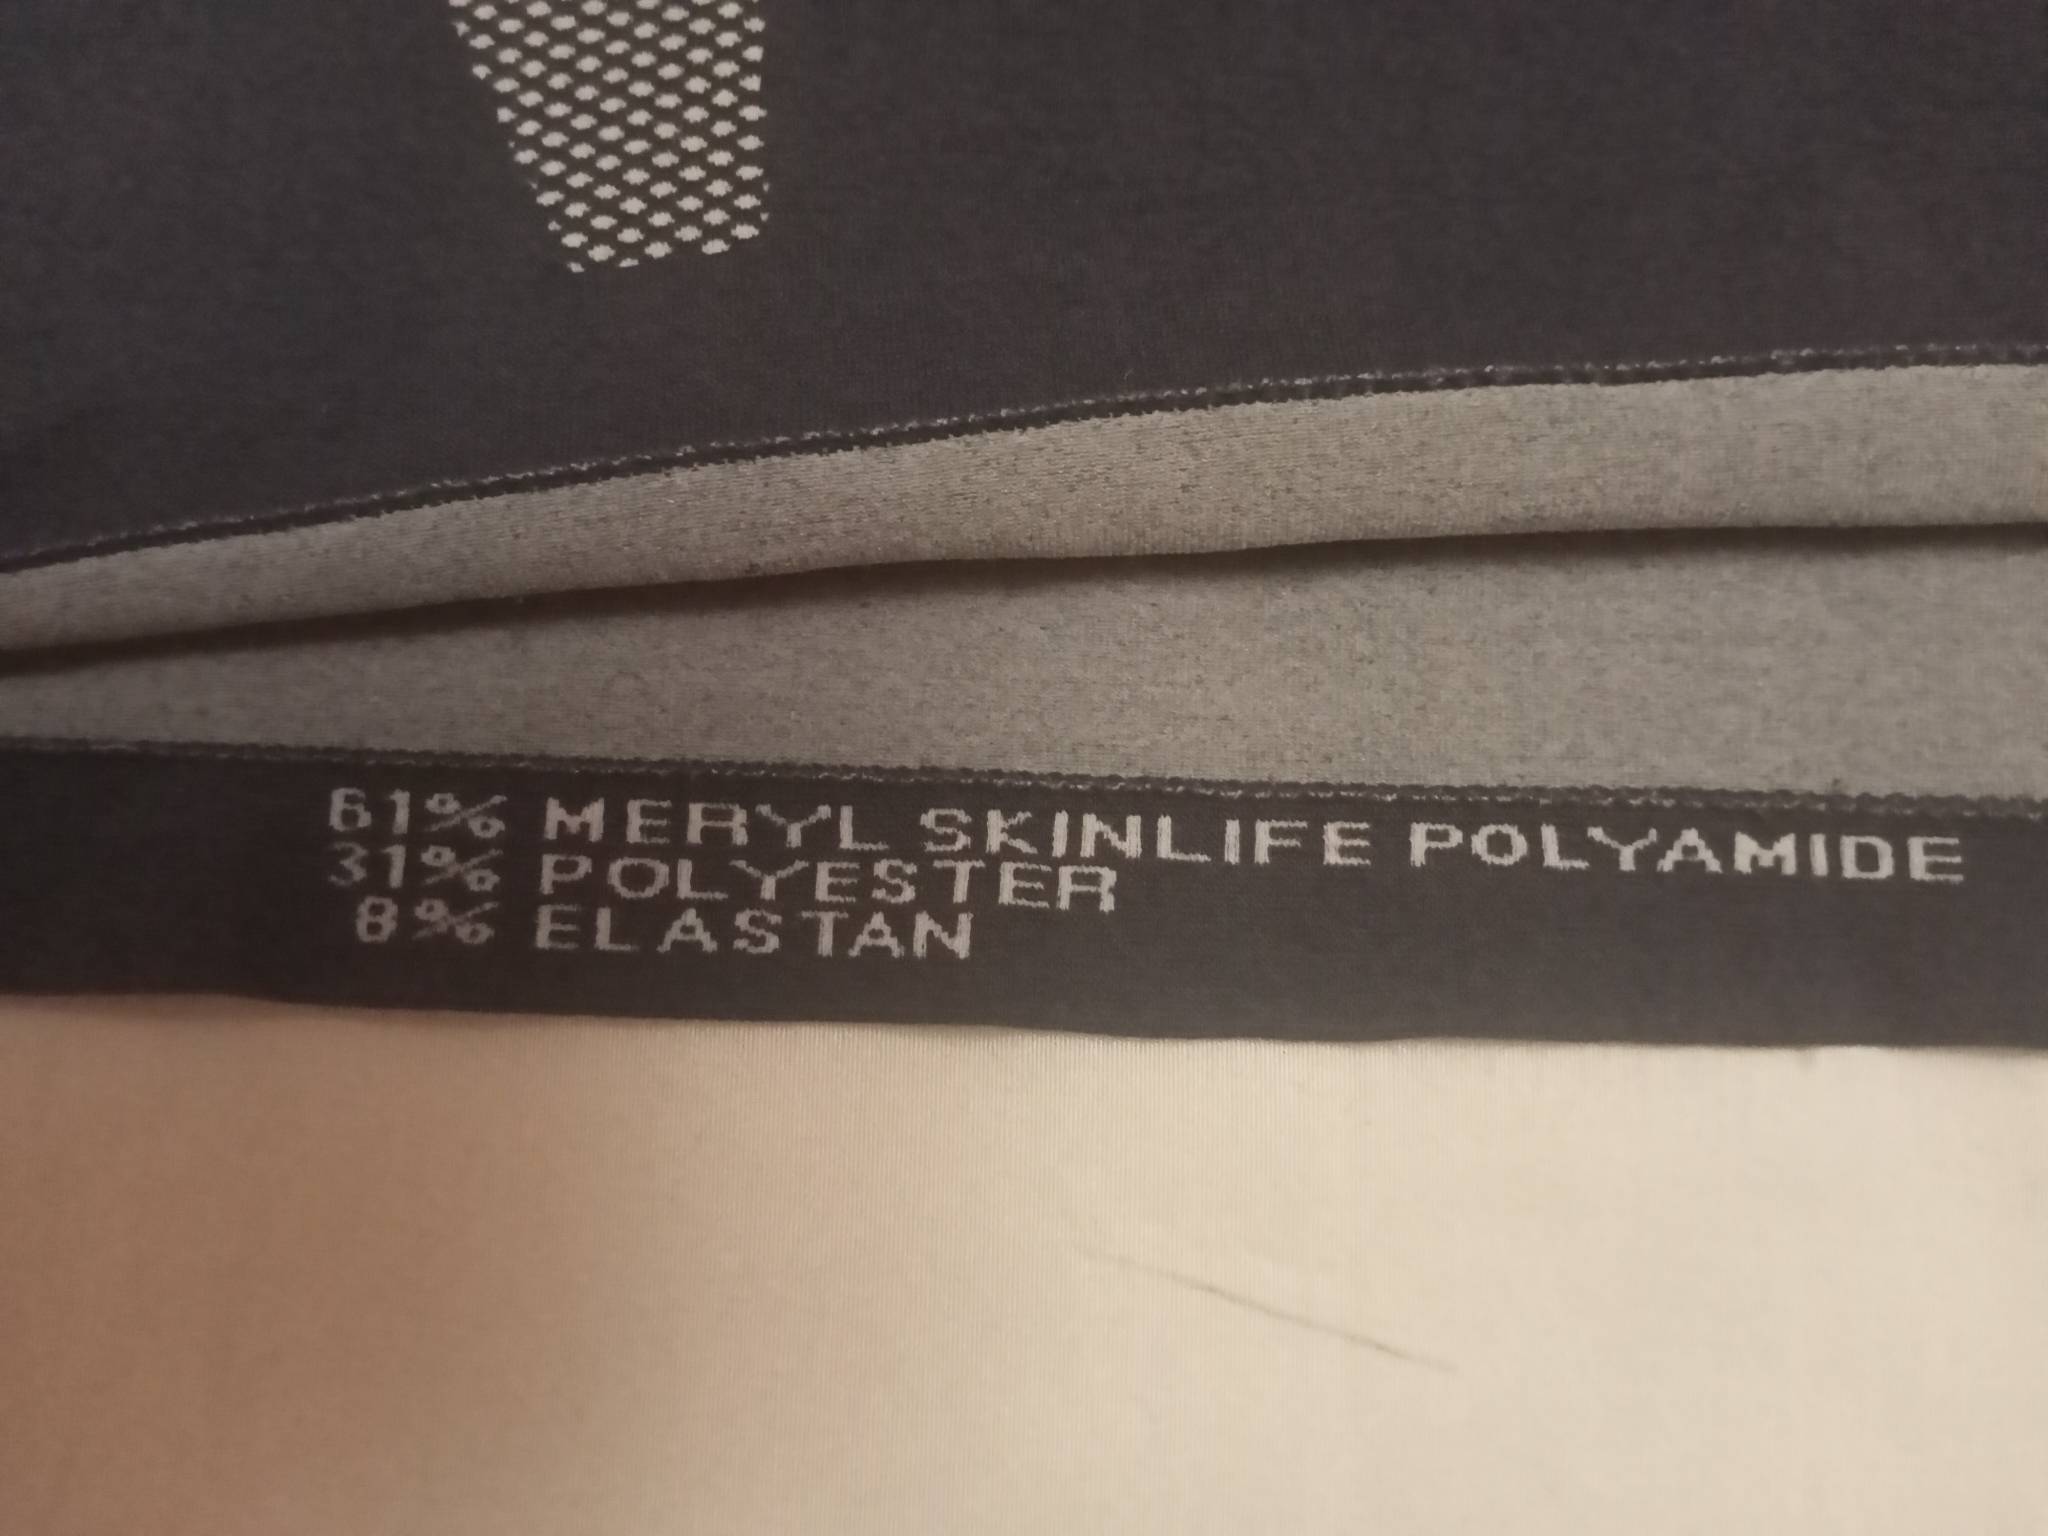 61% MERYL SKINLIFE POLYAMIDE
31% POLYESTER
8% ELASTAN